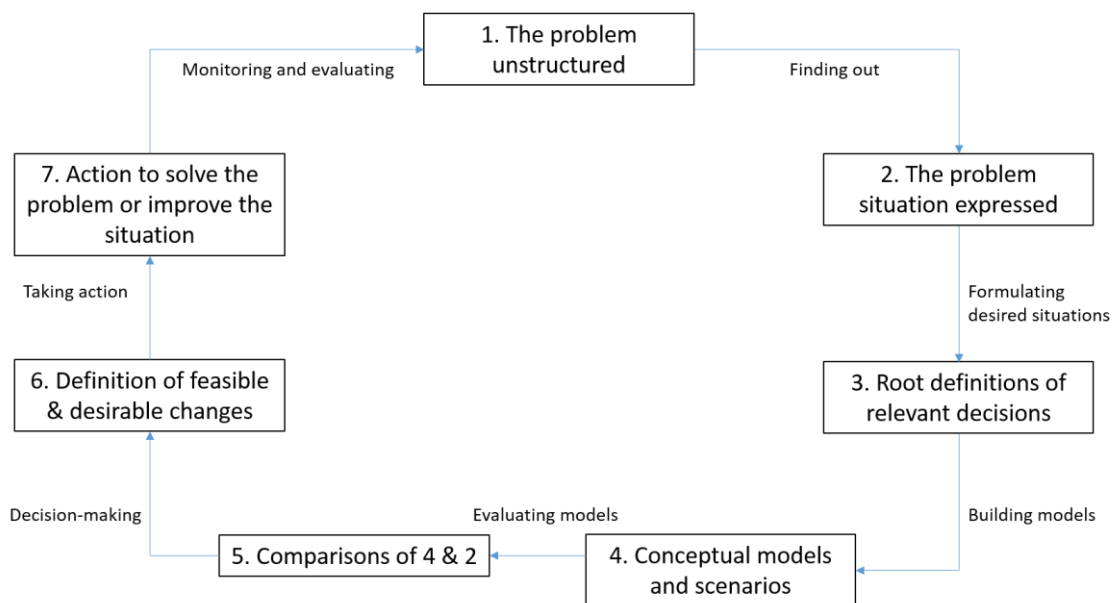 1. The problem
unstructured
Monitoring and evaluating
Finding out
7. Action to solve the
problem or improve the
situation
2. The problem
situation expressed
Taking action
Formulating
desired situations
6. Definition of feasible
& desirable changes
3. Root definitions of
relevant decisions
Decision-making
Evaluating models
Building models
5. Comparisons of 4 & 2
4. Conceptual models
and scenarios